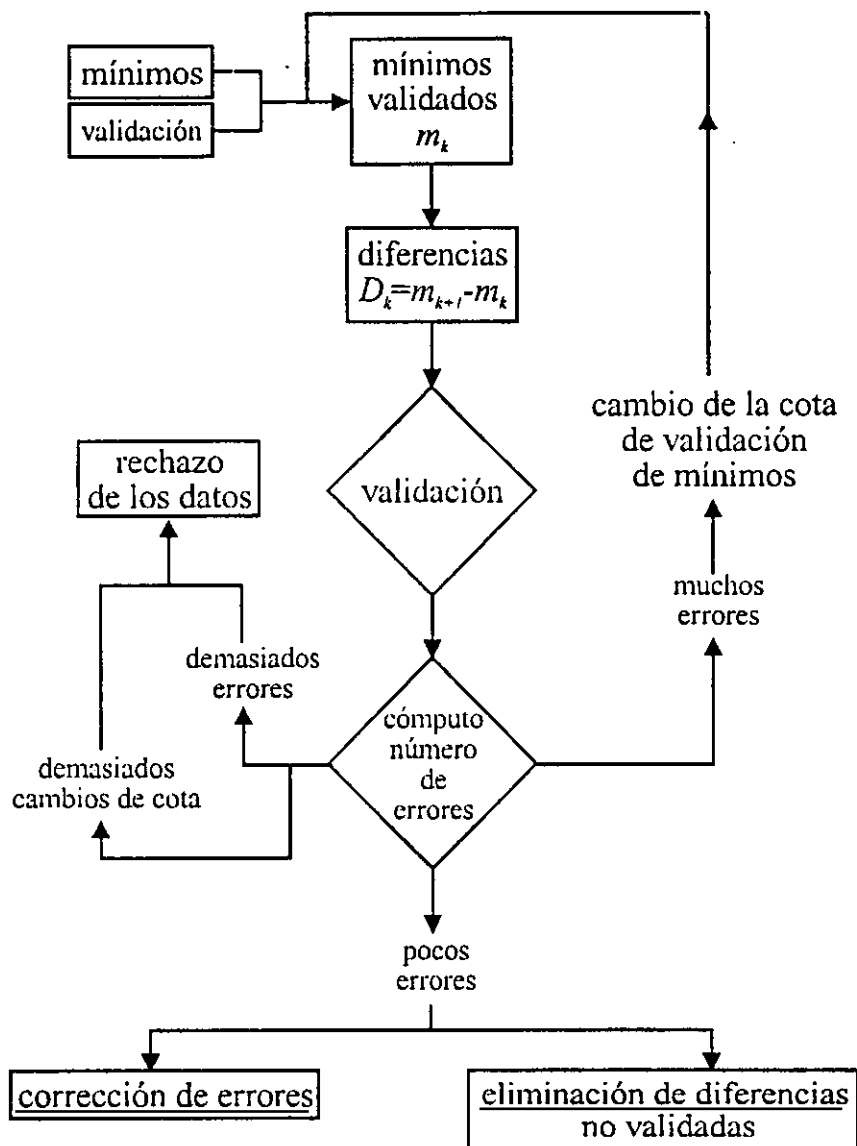 mínimos
validación
mínimos
validados
m_k
diferencias
D_k=m_{k+1}-m_k
validación
cambio de la cota
de validación
de mínimos
rechazo
de los datos
muchos
errores
demasiados
errores
cómputo
número
de
errores
demasiados
cambios de cota
pocos
errores
corrección de errores
eliminación de diferencias
no validadas